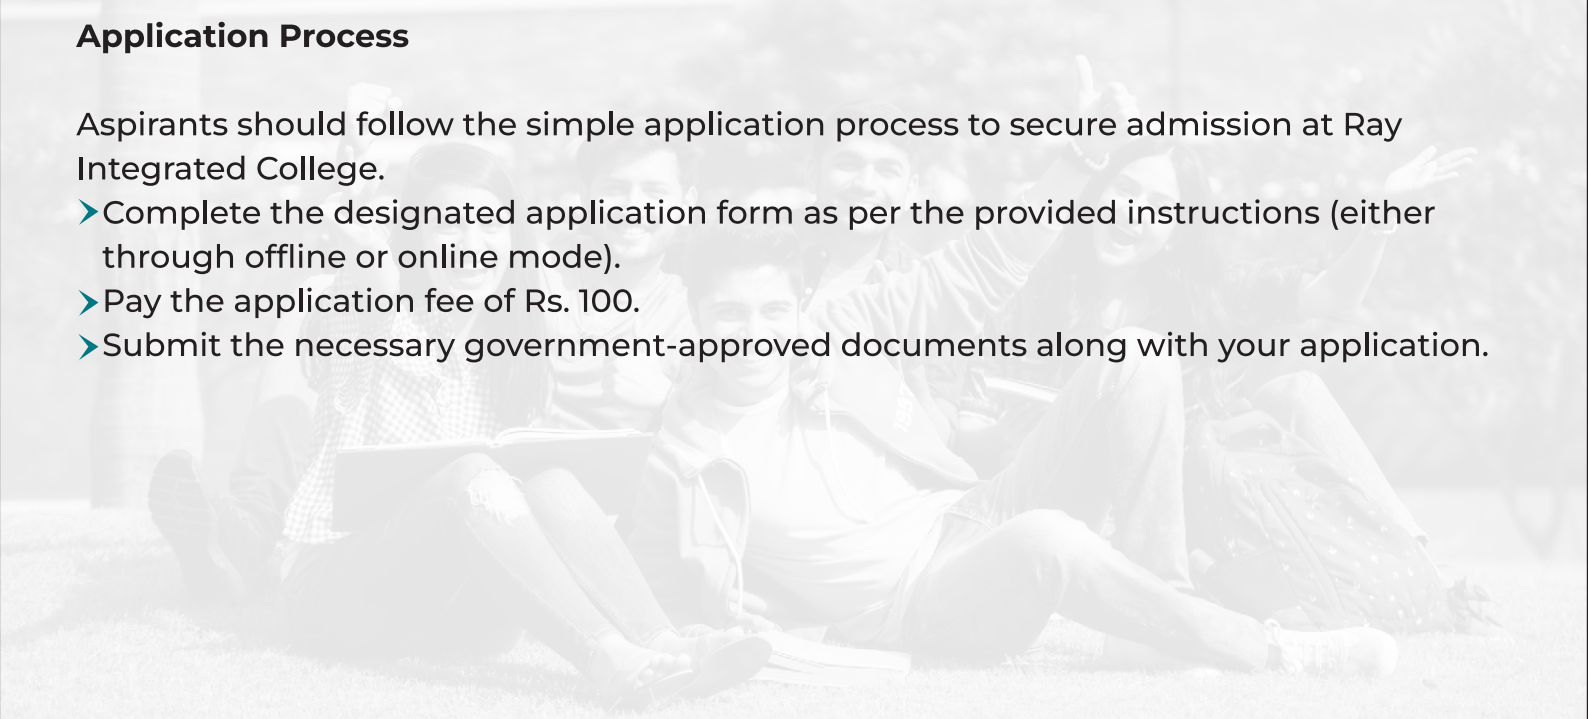 Application Process
Aspirants should follow the simple application process to secure admission at Ray
Integrated College.
Complete the designated application form as per the provided instructions (either
through offline or online mode).
Pay the application fee of Rs. 100.
Submit the necessary government-approved documents along with your application.